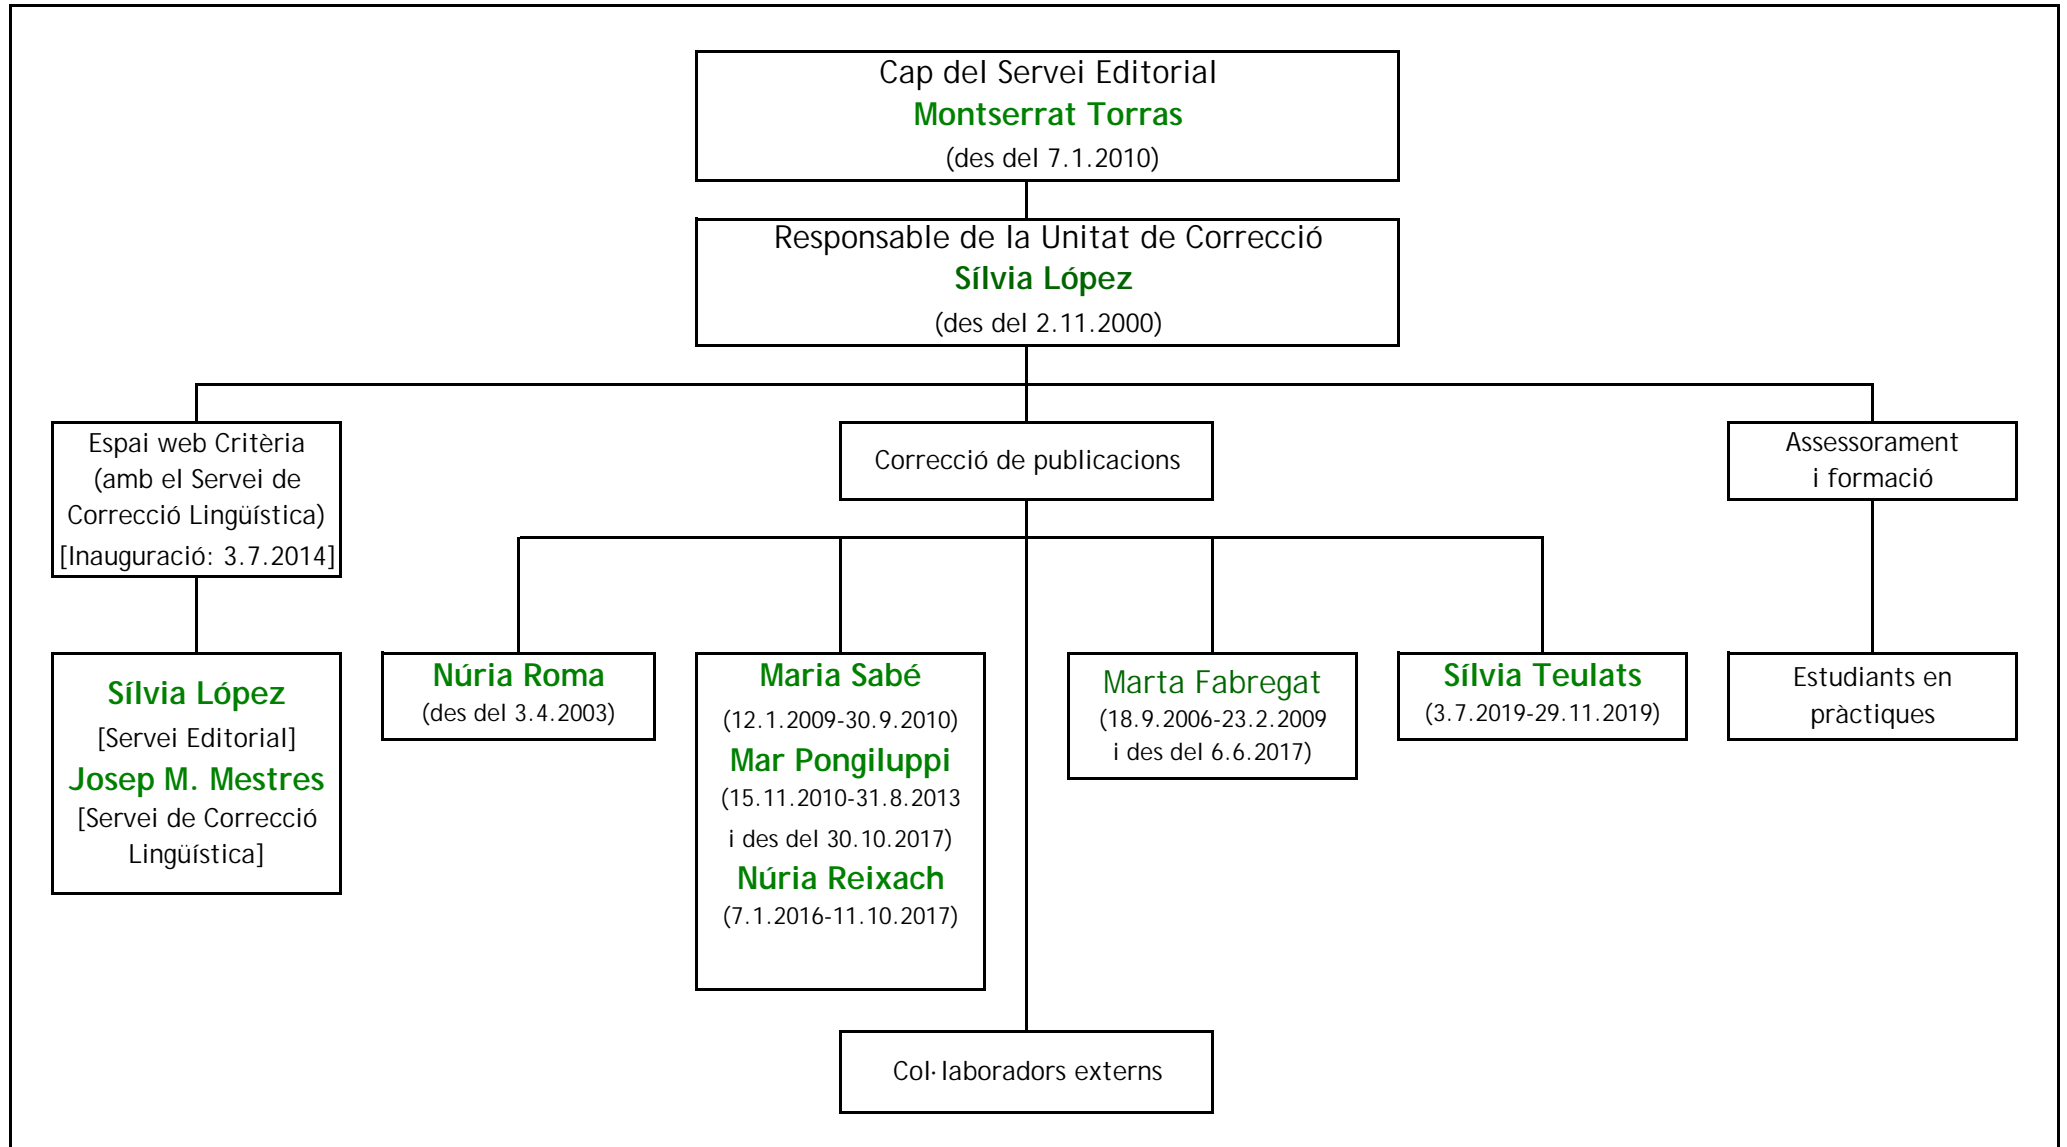 Cap del Servei Editorial
Montserrat Torras
(des del 7.1.2010)
Responsable de la Unitat de Correcció
Sílvia López
(des del 2.11.2000)
Espai web Critèria
(amb el Servei de
Correcció Lingüística)
[Inauguració: 3.7.2014]
Correcció de publicacions
Assessorament
i formació
Sílvia López
[Servei Editorial]
Josep M. Mestres
[Servei de Correcció
Lingüística]
Núria Roma
(des del 3.4.2003)
Maria Sabé
(12.1.2009-30.9.2010)
Mar Pongiluppi
(15.11.2010-31.8.2013
i des del 30.10.2017)
Núria Reixach
(7.1.2016-11.10.2017)
Marta Fabregat
(18.9.2006-23.2.2009
i des del 6.6.2017)
Sílvia Teulats
(3.7.2019-29.11.2019)
Estudiants en
pràctiques
Col·laboradors externs